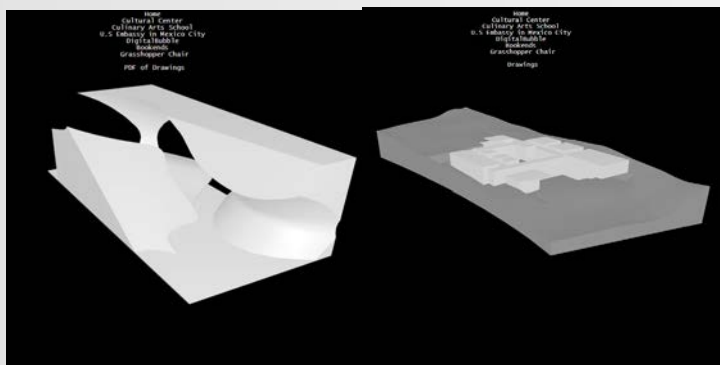 Home
Cultural Center
Culinary Arts School
U.S Embassy in Mexico City
DigitalBubble
Bookends
Grasshopper Chair
PDF of Drawings
Home
Cultural Center
Culinary Arts School
U.S Embassy in Mexico City
DigitalBubble
Bookends
Grasshopper Chair
Drawings